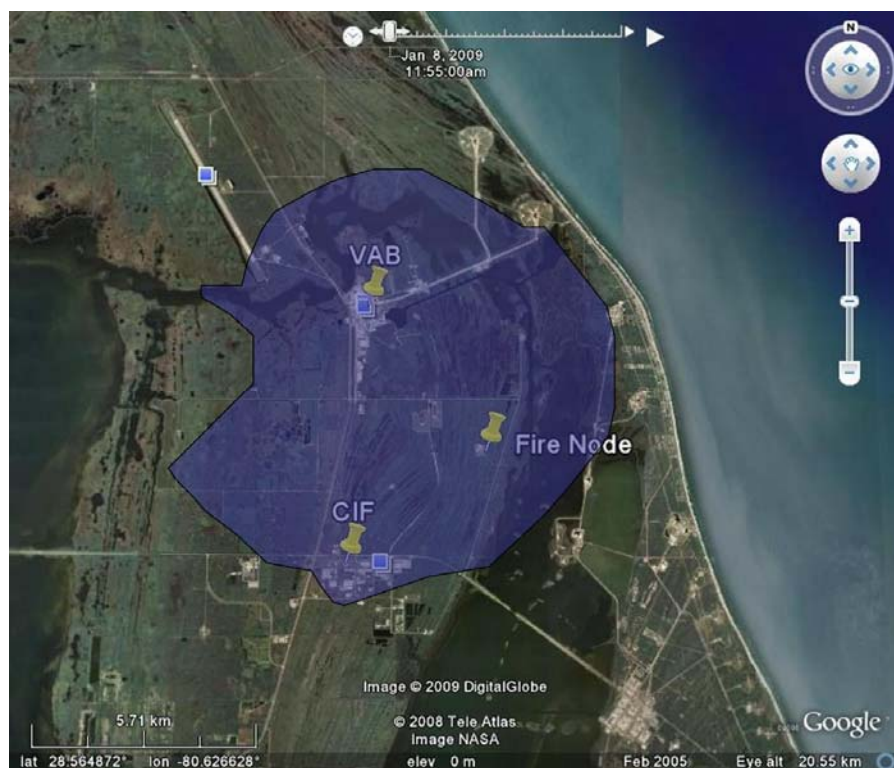 N
Jan 8, 2009
11:55:00am
VAB
Fire Node
CIF
Image © 2009 DigitalGlobe
5.71 km
© 2008 Tele Atlas
Image NASA
Google
lat 28.564872° lon -80.626628° elev 0 m Feb 2005 Eye alt 20.55 km